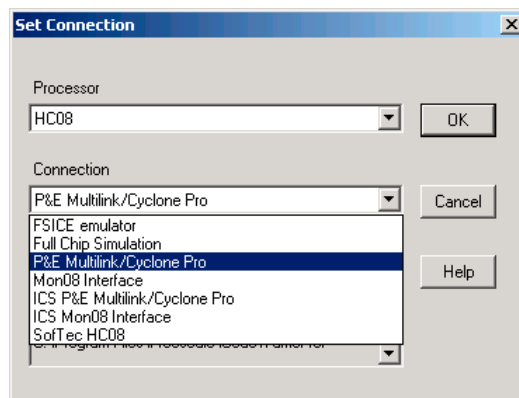 Set Connection
Processor
HC08
OK
Connection
P&E Multilink/Cyclone Pro
Cancel
FSICE emulator
Full Chip Simulation
P&E Multilink/Cyclone Pro
Mon08 Interface
Help
ICS P&E Multilink/Cyclone Pro
ICS Mon08 Interface
SofTec HC08